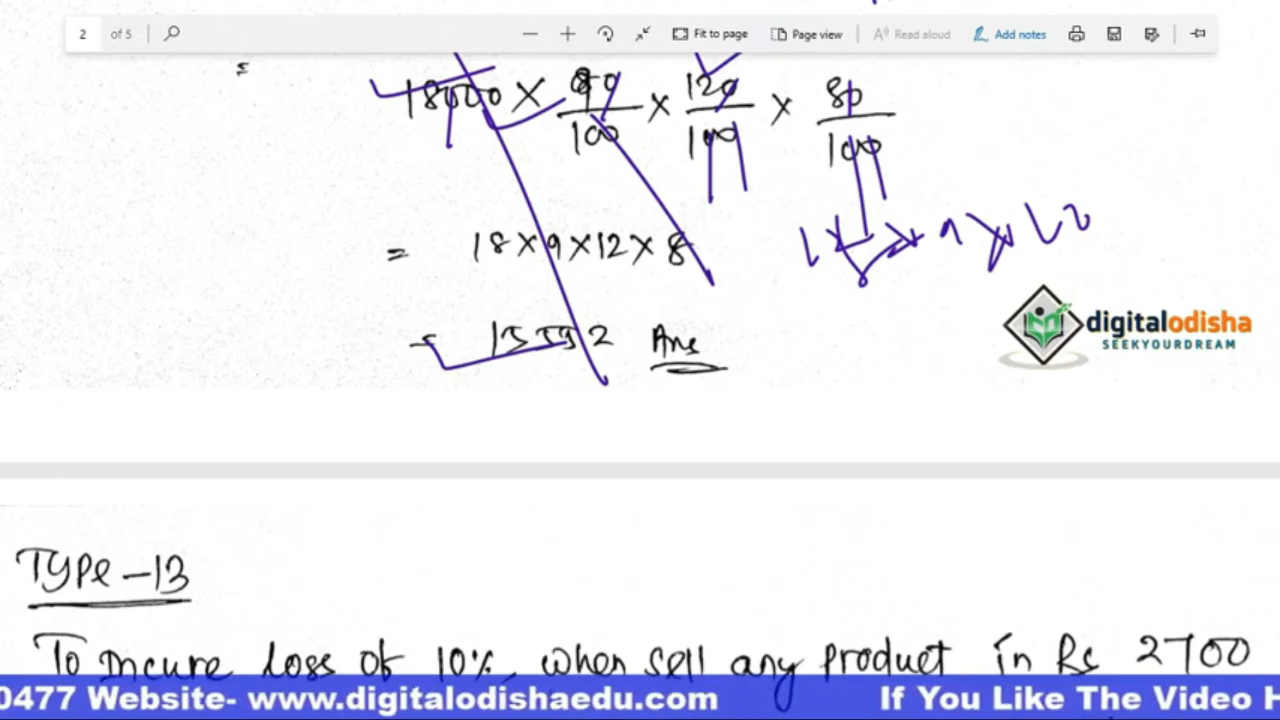 2 of 5 Fit to page Page view Read aloud Add notes
=
18000 × 90/100 × 120/100 × 80/100
= 18×9×12×8
= 15552 Ans
digitalodisha
SEEKYOURDREAM
TYPe -13
To incure loss of 10%, when sell any product in Rs 2700
0477 Website- www.digitalodishaedu.com If You Like The Video H